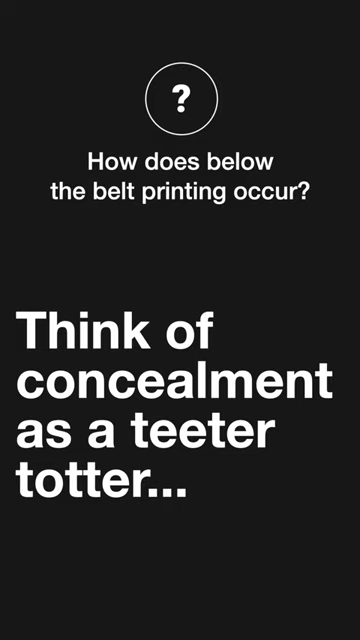 ?
How does below
the belt printing occur?
Think of
concealment
as a teeter
totter...